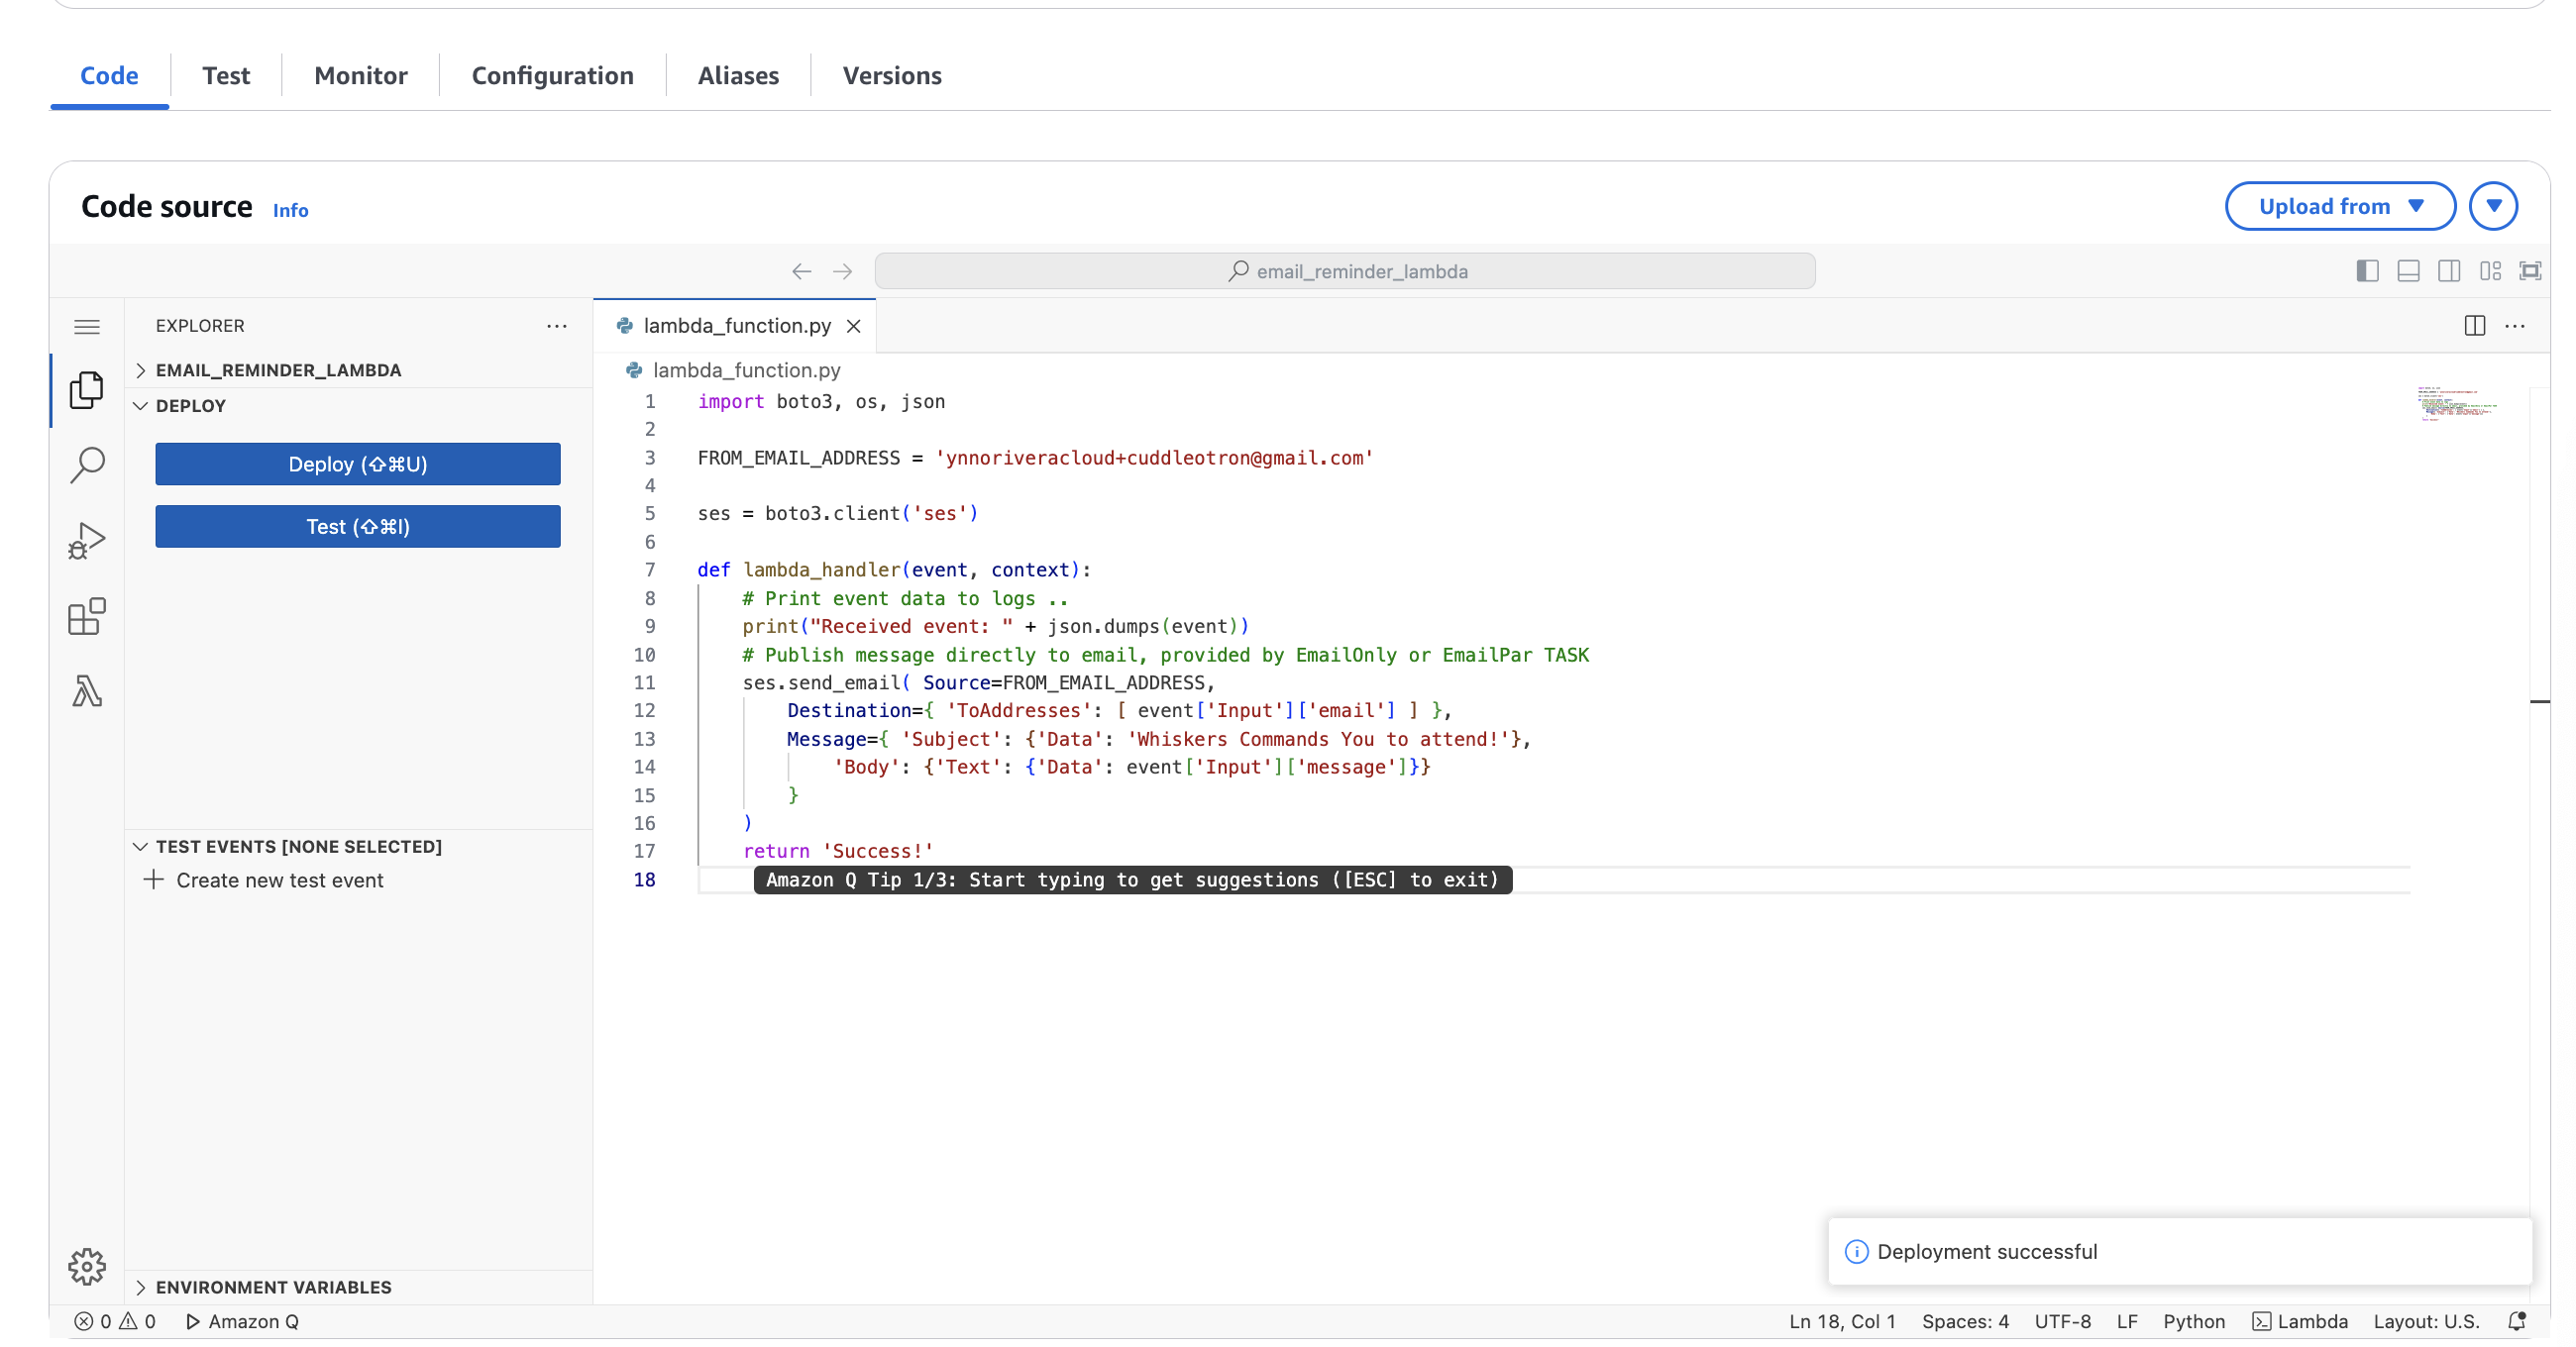 Code
Test
Monitor
Configuration
Aliases
Versions
Code source
Info
Upload from
email_reminder_lambda
EXPLORER
EMAIL_REMINDER_LAMBDA
DEPLOY
Deploy (⇧⌘U)
Test (⇧⌘I)
TEST EVENTS [NONE SELECTED]
Create new test event
ENVIRONMENT VARIABLES
lambda_function.py
lambda_function.py
1 import boto3, os, json
2
3 FROM_EMAIL_ADDRESS = 'ynnoriveracloud+cuddleotron@gmail.com'
4
5 ses = boto3.client('ses')
6
7 def lambda_handler(event, context):
8     # Print event data to logs ..
9     print("Received event: " + json.dumps(event))
10     # Publish message directly to email, provided by EmailOnly or EmailPar TASK
11     ses.send_email( Source=FROM_EMAIL_ADDRESS,
12         Destination={ 'ToAddresses': [ event['Input']['email'] ] },
13         Message={ 'Subject': {'Data': 'Whiskers Commands You to attend!'},
14             'Body': {'Text': {'Data': event['Input']['message']}}
15         }
16     )
17     return 'Success!'
18 Amazon Q Tip 1/3: Start typing to get suggestions ([ESC] to exit)
Deployment successful
0 0 Amazon Q
Ln 18, Col 1 Spaces: 4 UTF-8 LF Python Lambda Layout: U.S.